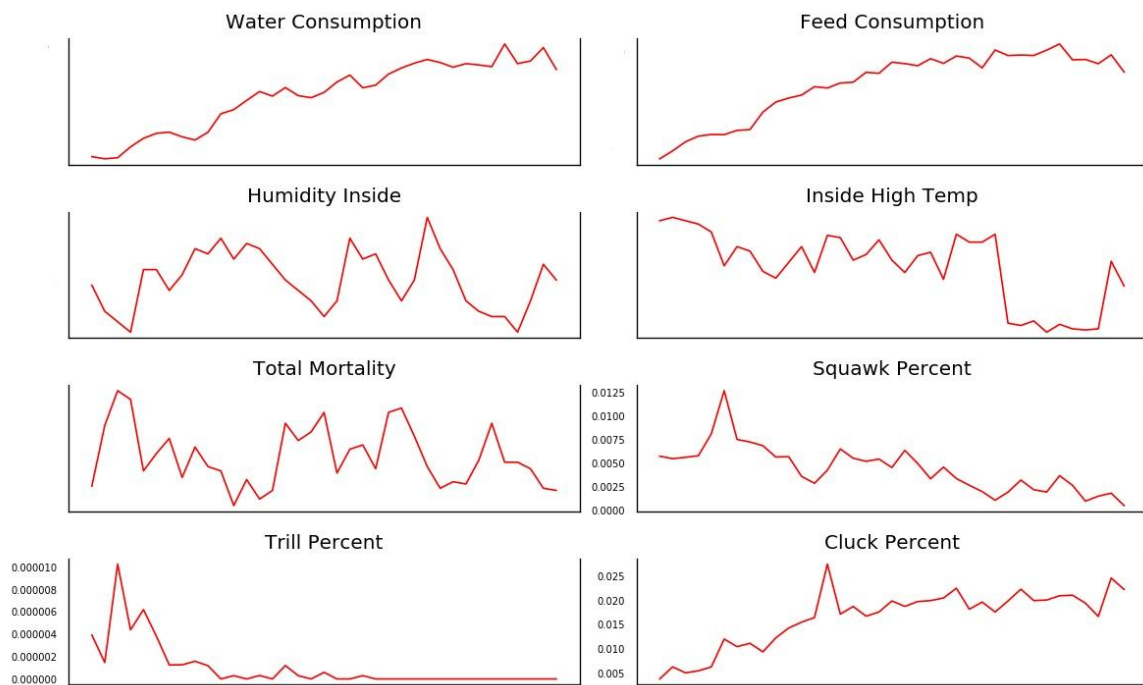 Water Consumption
Feed Consumption
Humidity Inside
Inside High Temp
Total Mortality
Squawk Percent
0.0125
0.0100
0.0075
0.0050
0.0025
0.0000
Trill Percent
0.000010
0.000008
0.000006
0.000004
0.000002
0.000000
Cluck Percent
0.025
0.020
0.015
0.010
0.005